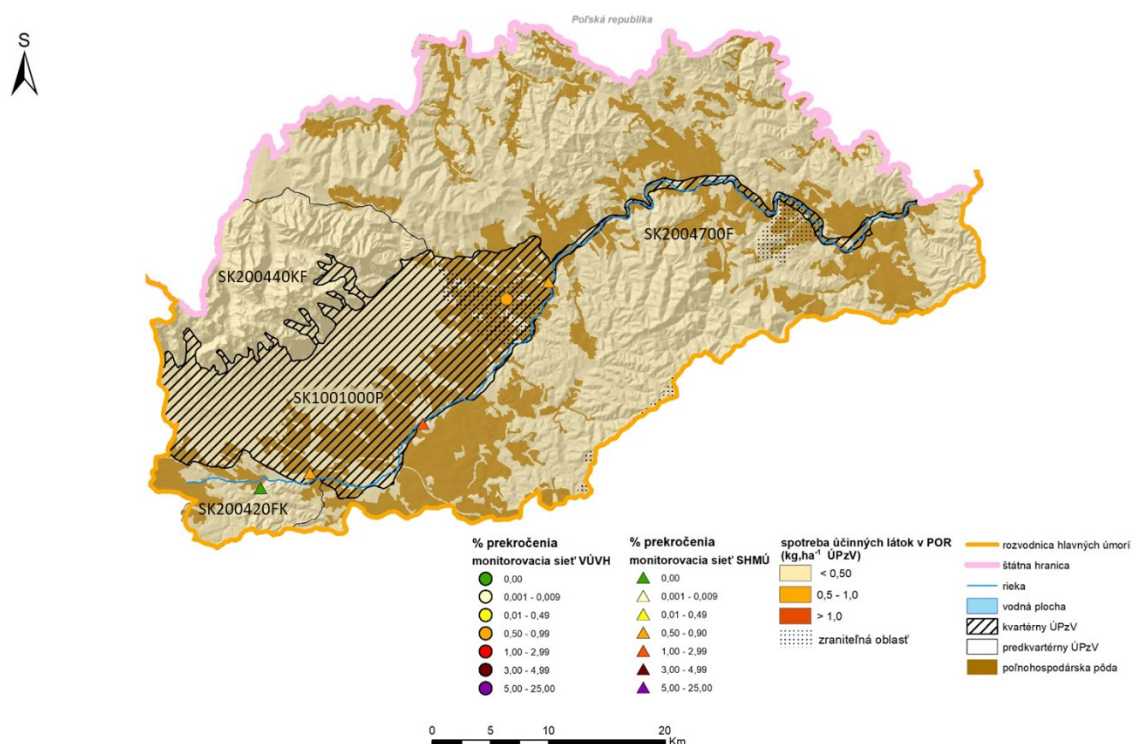 Poľská republika
S
SK2004700F
SK200440KF
SK1001000P
SK200420FK
% prekročenia
monitorovacia sieť VÚVH
0,00
0,001 - 0,009
0,01 - 0,49
0,50 - 0,99
1,00 - 2,99
3,00 - 4,99
5,00 - 25,00
% prekročenia
monitorovacia sieť SHMÚ
0,00
0,001 - 0,009
0,01 - 0,49
0,50 - 0,90
1,00 - 2,99
3,00 - 4,99
5,00 - 25,00
spotreba účinných látok v POR
(kg,ha⁻¹ ÚPzV)
< 0,50
0,5 - 1,0
> 1,0
zraniteľná oblasť
rozvodnica hlavných úmorí
štátna hranica
rieka
vodná plocha
kvartérny ÚPzV
predkvartérny ÚPzV
poľnohospodárska pôda
0 5 10 20
Km